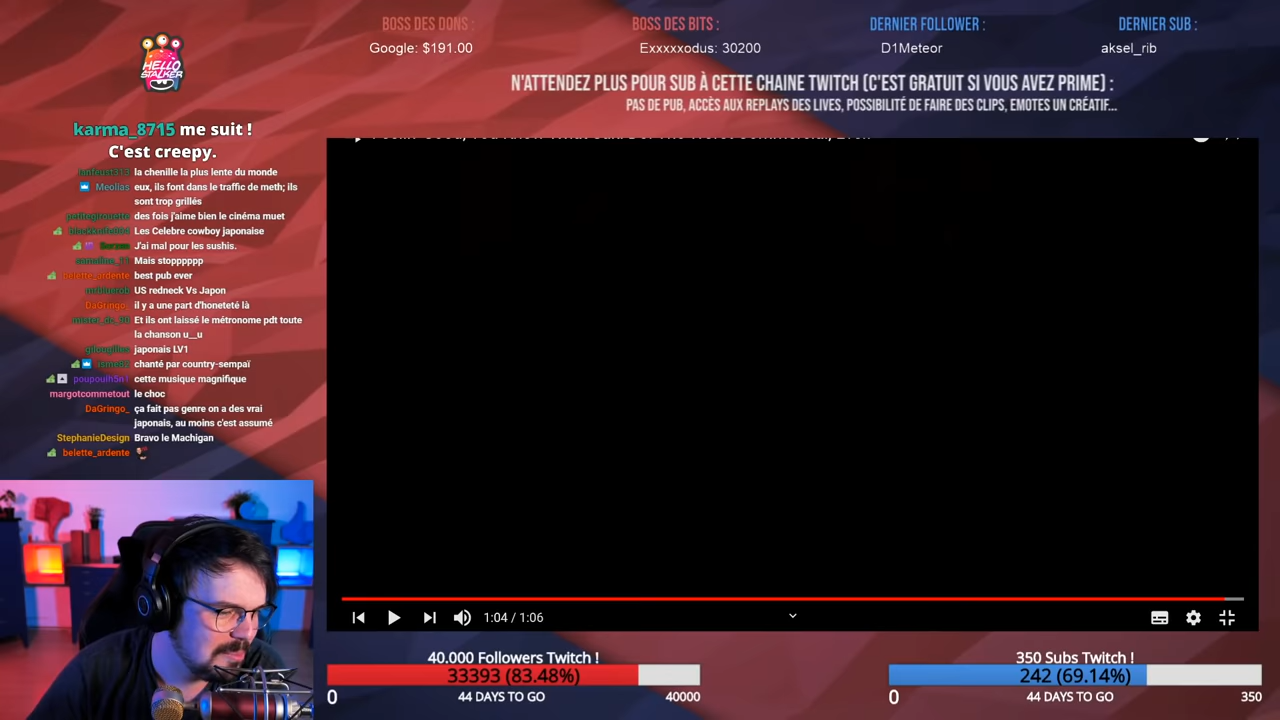 BOSS DES DONS :
Google: $191.00
BOSS DES BITS :
Exxxxxodus: 30200
DERNIER FOLLOWER :
D1Meteor
DERNIER SUB :
aksel_rib
HELLO
STALKER
N'ATTENDEZ PLUS POUR SUB À CETTE CHAINE TWITCH (C'EST GRATUIT SI VOUS AVEZ PRIME) :
PAS DE PUB, ACCÈS AUX REPLAYS DES LIVES, POSSIBILITÉ DE FAIRE DES CLIPS, EMOTES UN CRÉATIF...
karma_8715 me suit !
C'est creepy.
la chenille la plus lente du monde
Meolias eux, ils font dans le traffic de meth; ils
sont trop grillés
des fois j'aime bien le cinéma muet
Les Celebre cowboy japonaise
J'ai mal pour les sushis.
Mais stopppppp
belette_ardente best pub ever
US redneck Vs Japon
DaGringo_ il y a une part d'honeteté là
Et ils ont laissé le métronome pdt toute
la chanson u__u
japonais LV1
chanté par country-sempaï
poupouih5n1 cette musique magnifique
margotcommetout le choc
DaGringo_ ça fait pas genre on a des vrai
japonais, au moins c'est assumé
StephanieDesign Bravo le Machigan
belette_ardente
1:04 / 1:06
40.000 Followers Twitch !
33393 (83.48%)
0 44 DAYS TO GO 40000
350 Subs Twitch !
242 (69.14%)
0 44 DAYS TO GO 350